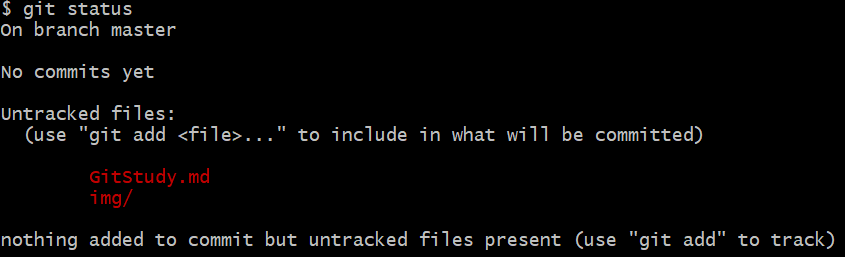 $ git status
On branch master
No commits yet
Untracked files:
(use "git add <file>..." to include in what will be committed)
GitStudy.md
img/
nothing added to commit but untracked files present (use "git add" to track)